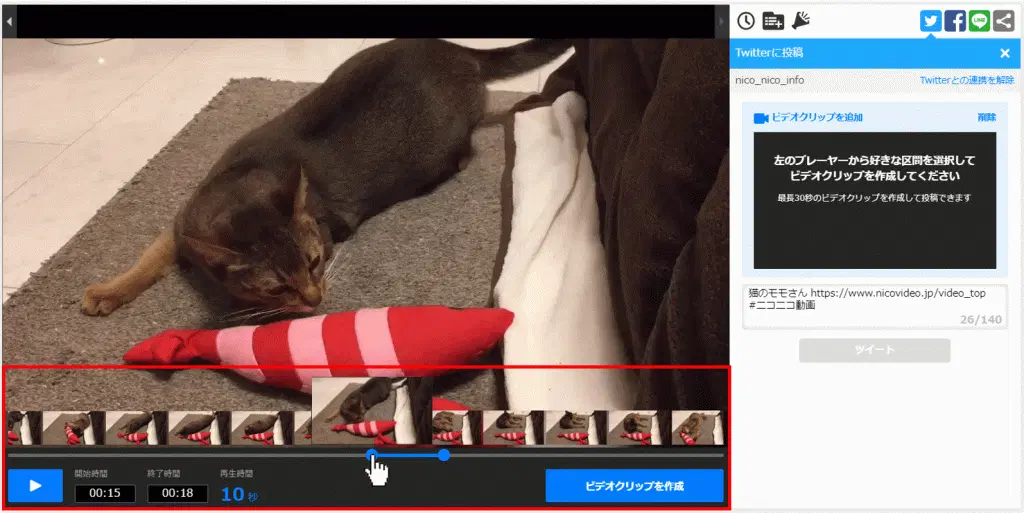 Twitterに投稿
nico_nico_info
Twitterとの連携を解除
ビデオクリップを追加
削除
左のプレーヤーから好きな区間を選択して
ビデオクリップを作成してください
最長30秒のビデオクリップを作成して投稿できます
猫のモモさん https://www.nicovideo.jp/video_top
#ニコニコ動画
26/140
ツイート
開始時間
終了時間
再生時間
00:15
00:18
10 秒
ビデオクリップを作成